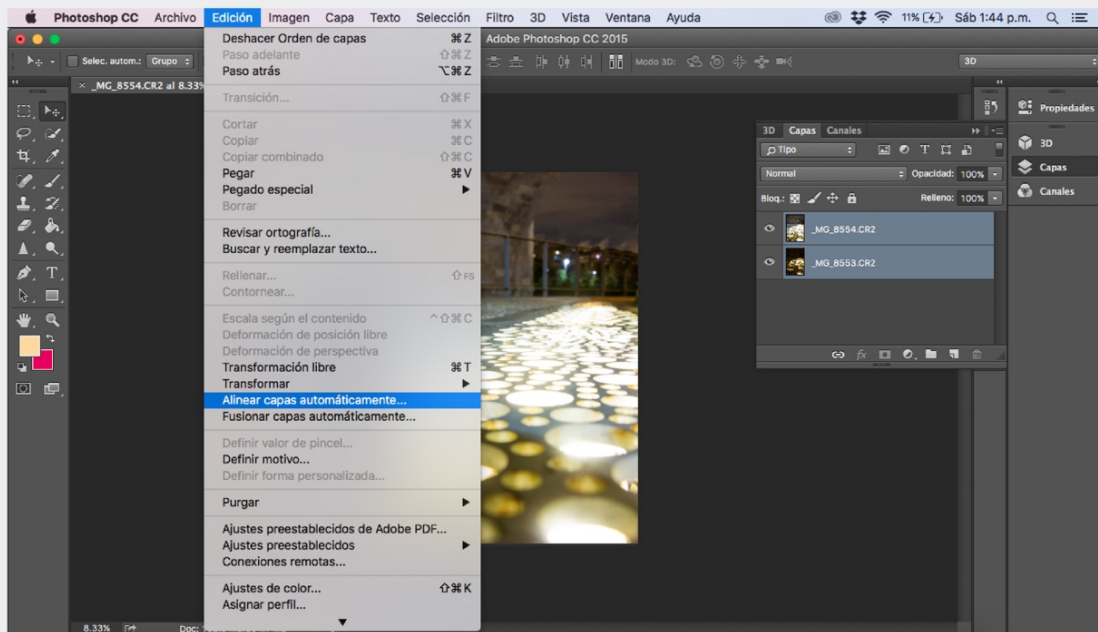 Photoshop CC Archivo Edición Imagen Capa Texto Selección Filtro 3D Vista Ventana Ayuda 11% Sáb 1:44 p.m.
Adobe Photoshop CC 2015
Selec. autom.: Grupo Modo 3D: 3D
× _MG_8554.CR2 al 8.33%
Deshacer Orden de capas ⌘Z
Paso adelante ⇧⌘Z
Paso atrás ⌥⌘Z
Transición... ⇧⌘F
Cortar ⌘X
Copiar ⌘C
Copiar combinado ⇧⌘C
Pegar ⌘V
Pegado especial
Borrar
Revisar ortografía...
Buscar y reemplazar texto...
Rellenar... ⇧F5
Contornear...
Escala según el contenido ^⇧⌘C
Deformación de posición libre
Deformación de perspectiva
Transformación libre ⌘T
Transformar
Alinear capas automáticamente...
Fusionar capas automáticamente...
Definir valor de pincel...
Definir motivo...
Definir forma personalizada...
Purgar
Ajustes preestablecidos de Adobe PDF...
Ajustes preestablecidos
Conexiones remotas...
Ajustes de color... ⇧⌘K
Asignar perfil...
3D Capas Canales
Tipo
Normal Opacidad: 100%
Bloq.: Relleno: 100%
_MG_8554.CR2
_MG_8553.CR2
fx
Propiedades
3D
Capas
Canales
8.33% Doc: